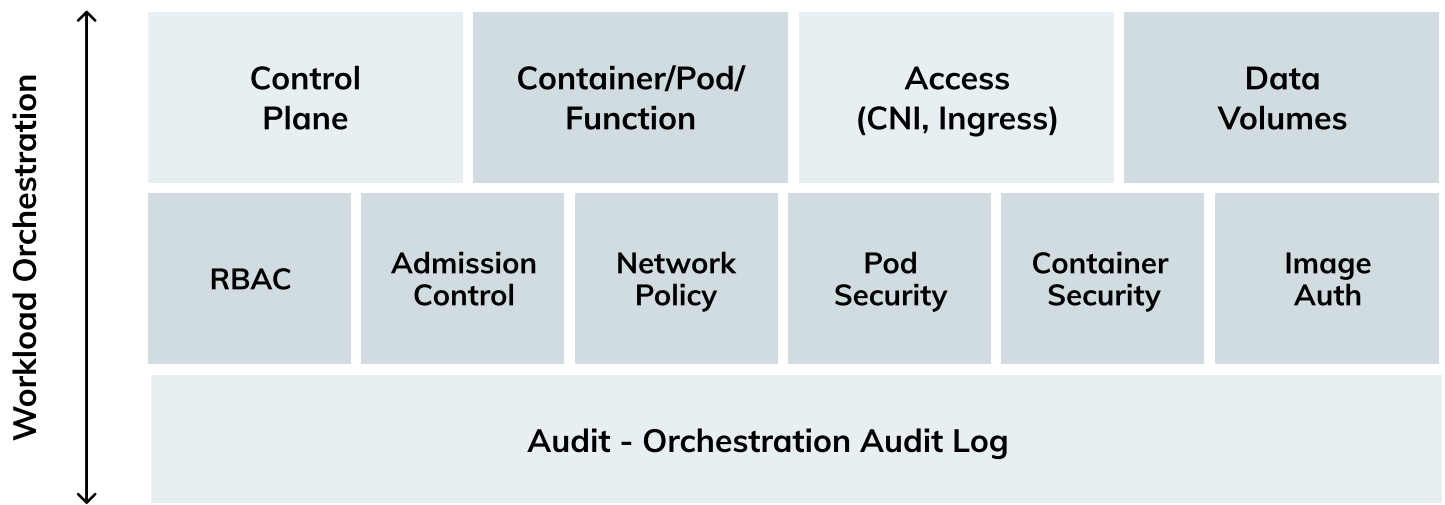 Workload Orchestration
Control
Plane
Container/Pod/
Function
Access
(CNI, Ingress)
Data
Volumes
RBAC
Admission
Control
Network
Policy
Pod
Security
Container
Security
Image
Auth
Audit - Orchestration Audit Log